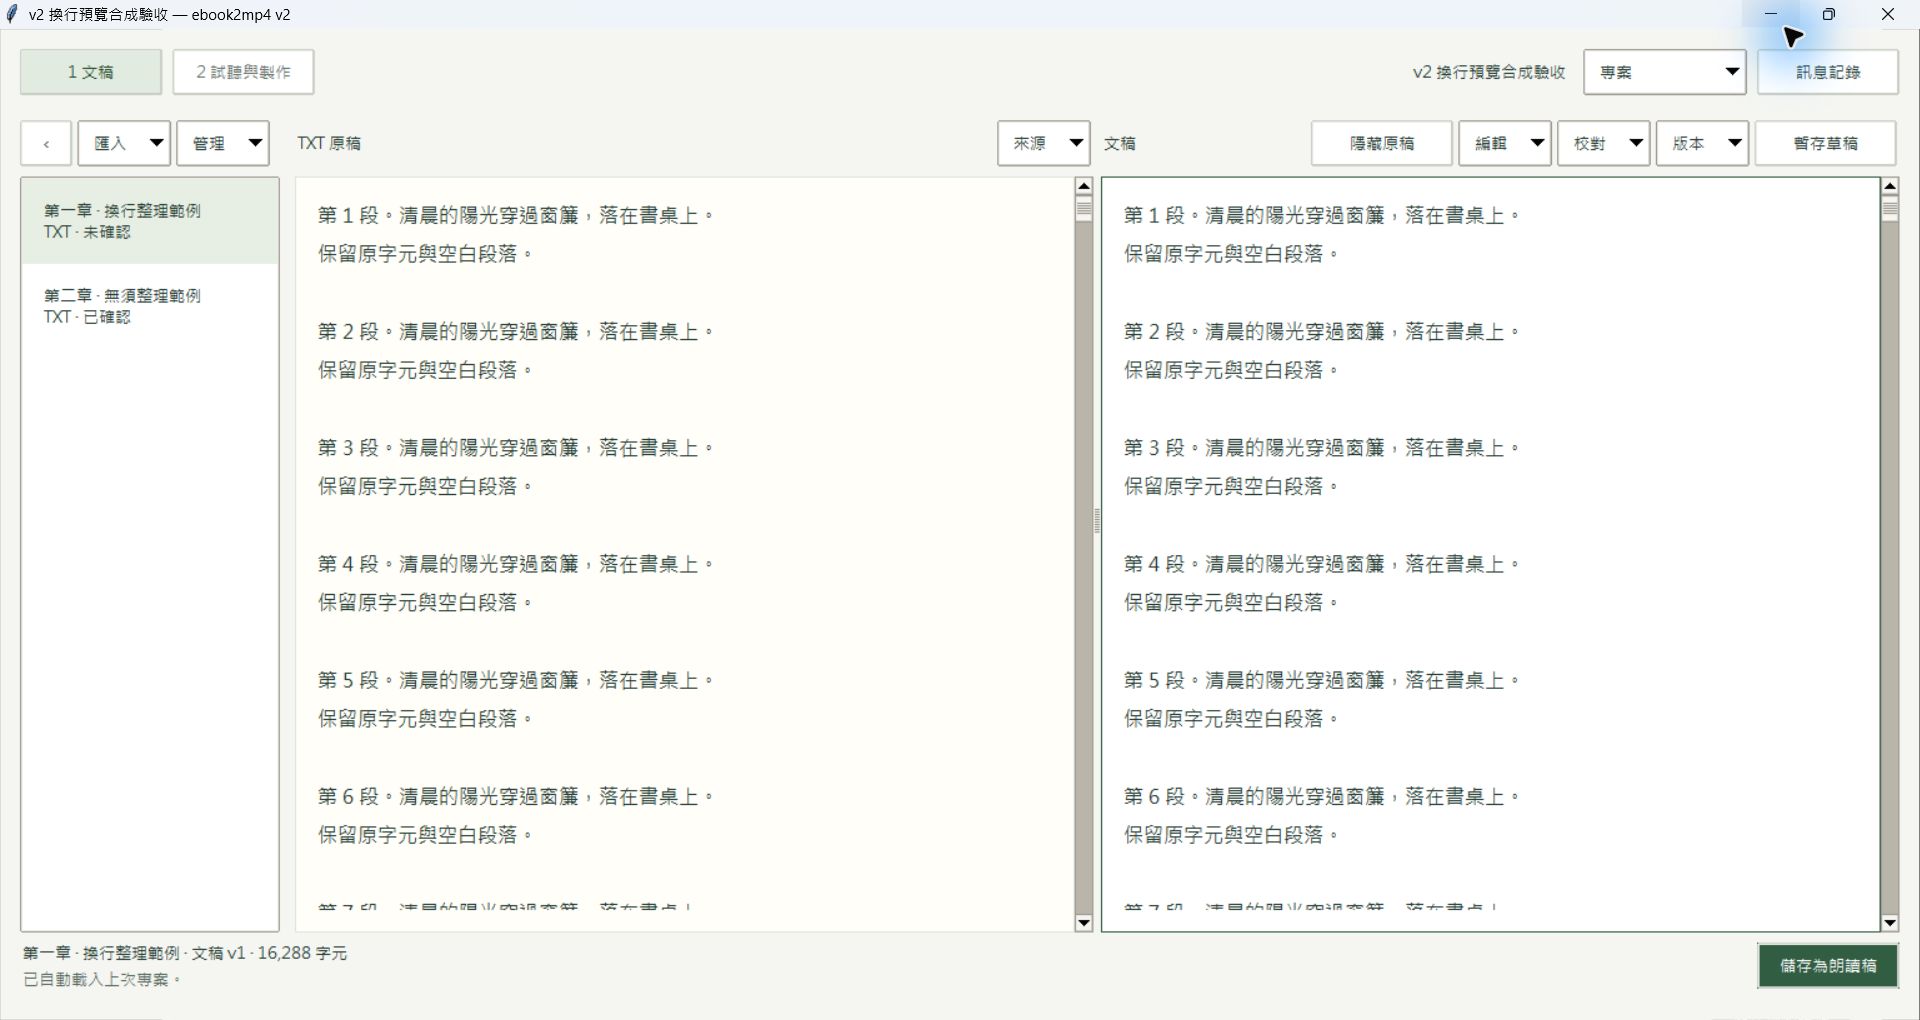 v2 換行預覽合成驗收 — ebook2mp4 v2
1 文稿
2 試聽與製作
v2 換行預覽合成驗收
專案
訊息記錄
‹
匯入
管理
TXT 原稿
來源
文稿
隱藏原稿
編輯
校對
版本
暫存草稿
第一章 · 換行整理範例
TXT · 未確認
第二章 · 無須整理範例
TXT · 已確認
第 1 段。清晨的陽光穿過窗簾，落在書桌上。
保留原字元與空白段落。
第 2 段。清晨的陽光穿過窗簾，落在書桌上。
保留原字元與空白段落。
第 3 段。清晨的陽光穿過窗簾，落在書桌上。
保留原字元與空白段落。
第 4 段。清晨的陽光穿過窗簾，落在書桌上。
保留原字元與空白段落。
第 5 段。清晨的陽光穿過窗簾，落在書桌上。
保留原字元與空白段落。
第 6 段。清晨的陽光穿過窗簾，落在書桌上。
保留原字元與空白段落。
第 1 段。清晨的陽光穿過窗簾，落在書桌上。
保留原字元與空白段落。
第 2 段。清晨的陽光穿過窗簾，落在書桌上。
保留原字元與空白段落。
第 3 段。清晨的陽光穿過窗簾，落在書桌上。
保留原字元與空白段落。
第 4 段。清晨的陽光穿過窗簾，落在書桌上。
保留原字元與空白段落。
第 5 段。清晨的陽光穿過窗簾，落在書桌上。
保留原字元與空白段落。
第 6 段。清晨的陽光穿過窗簾，落在書桌上。
保留原字元與空白段落。
第一章 · 換行整理範例 · 文稿 v1 · 16,288 字元
已自動載入上次專案。
儲存為朗讀稿